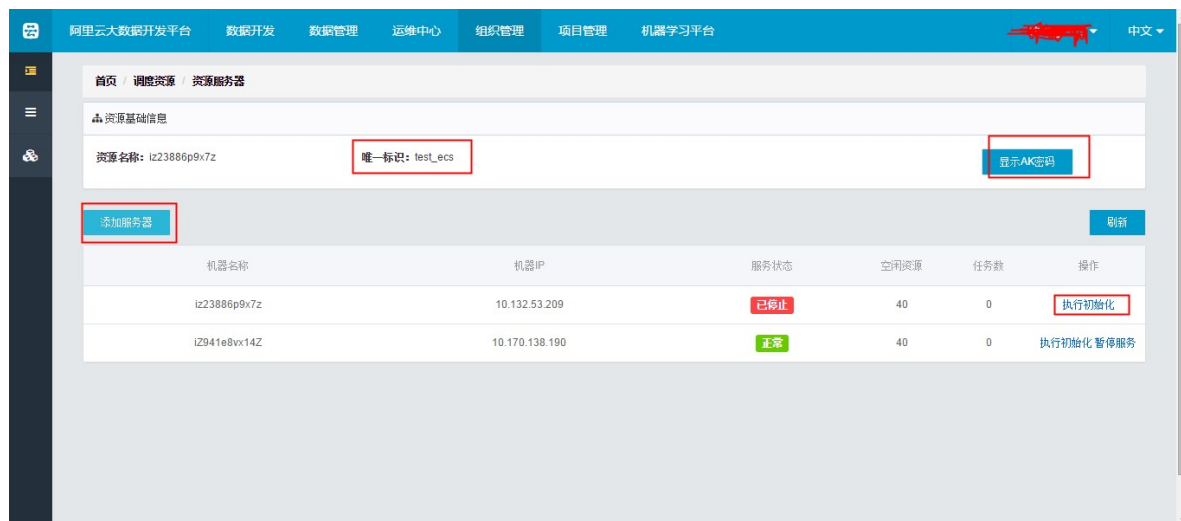 云 阿里云大数据开发平台 数据开发 数据管理 运维中心 组织管理 项目管理 机器学习平台 中文
首页 / 调度资源 / 资源服务器
资源基础信息
资源名称: iz23886p9x7z 唯一标识: test_ecs 显示AK密码
添加服务器 刷新
机器名称 机器IP 服务状态 空闲资源 任务数 操作
iz23886p9x7z 10.132.53.209 已停止 40 0 执行初始化
iZ941e8vx14Z 10.170.138.190 正常 40 0 执行初始化 暂停服务